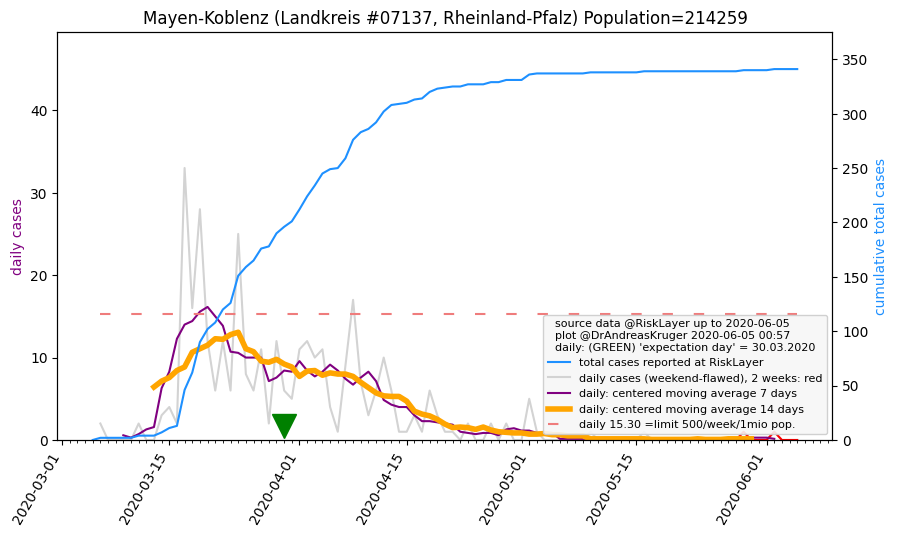 Mayen-Koblenz (Landkreis #07137, Rheinland-Pfalz) Population=214259
daily cases
0
10
20
30
40
cumulative total cases
0
50
100
150
200
250
300
350
source data @RiskLayer up to 2020-06-05
plot @DrAndreasKruger 2020-06-05 00:57
daily: (GREEN) 'expectation day' = 30.03.2020
total cases reported at RiskLayer
daily cases (weekend-flawed), 2 weeks: red
daily: centered moving average 7 days
daily: centered moving average 14 days
daily 15.30 =limit 500/week/1mio pop.
2020-03-01
2020-03-15
2020-04-01
2020-04-15
2020-05-01
2020-05-15
2020-06-01